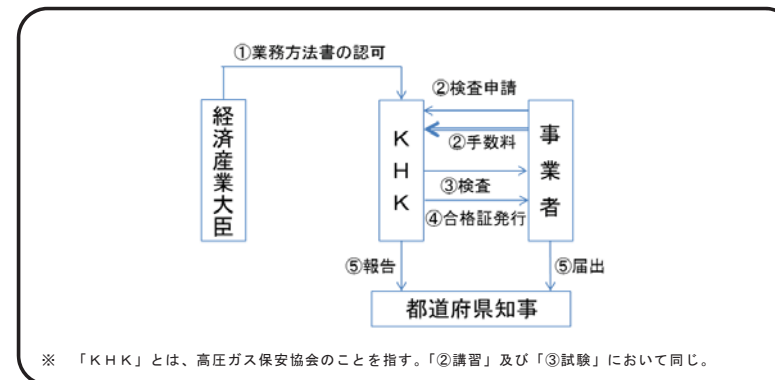 ①業務方法書の認可
②検査申請
経済産業大臣
KHK
事業者
②手数料
③検査
④合格証発行
⑤報告
⑤届出
都道府県知事
※ 「KHK」とは、高圧ガス保安協会のことを指す。「②講習」及び「③試験」において同じ。